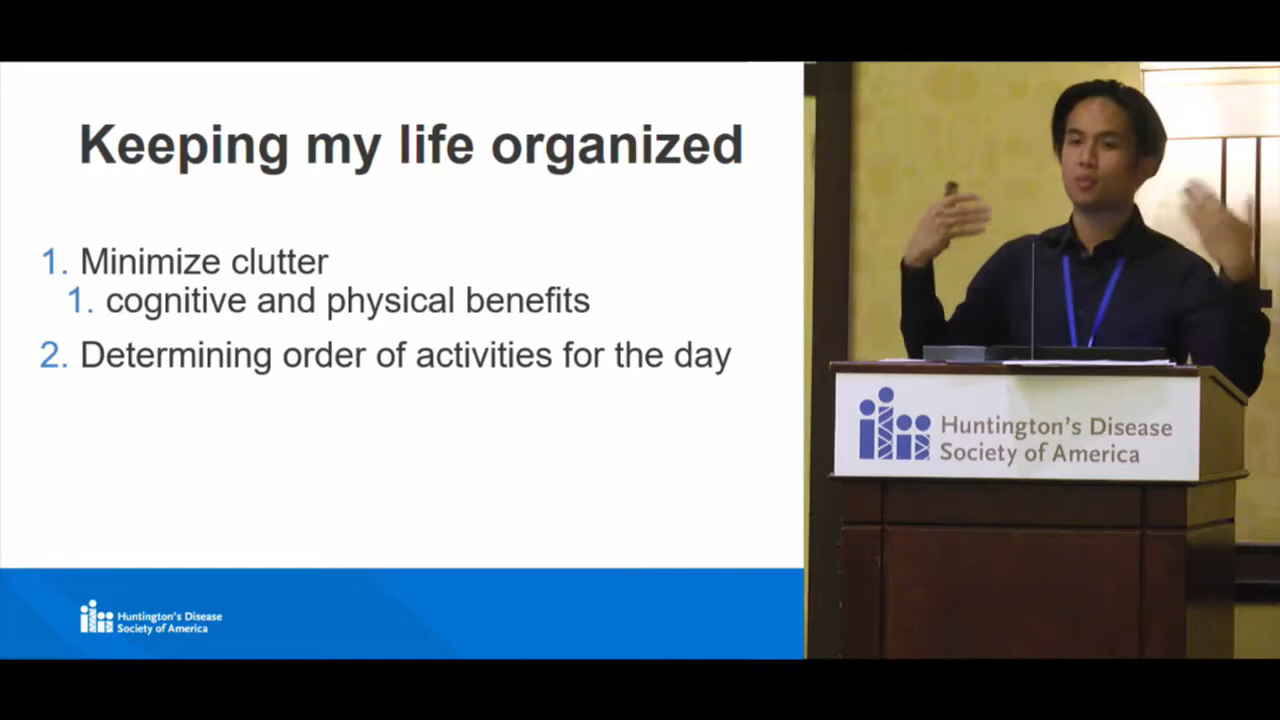 Keeping my life organized
1. Minimize clutter
1. cognitive and physical benefits
2. Determining order of activities for the day
Huntington's Disease
Society of America
Huntington's Disease
Society of America